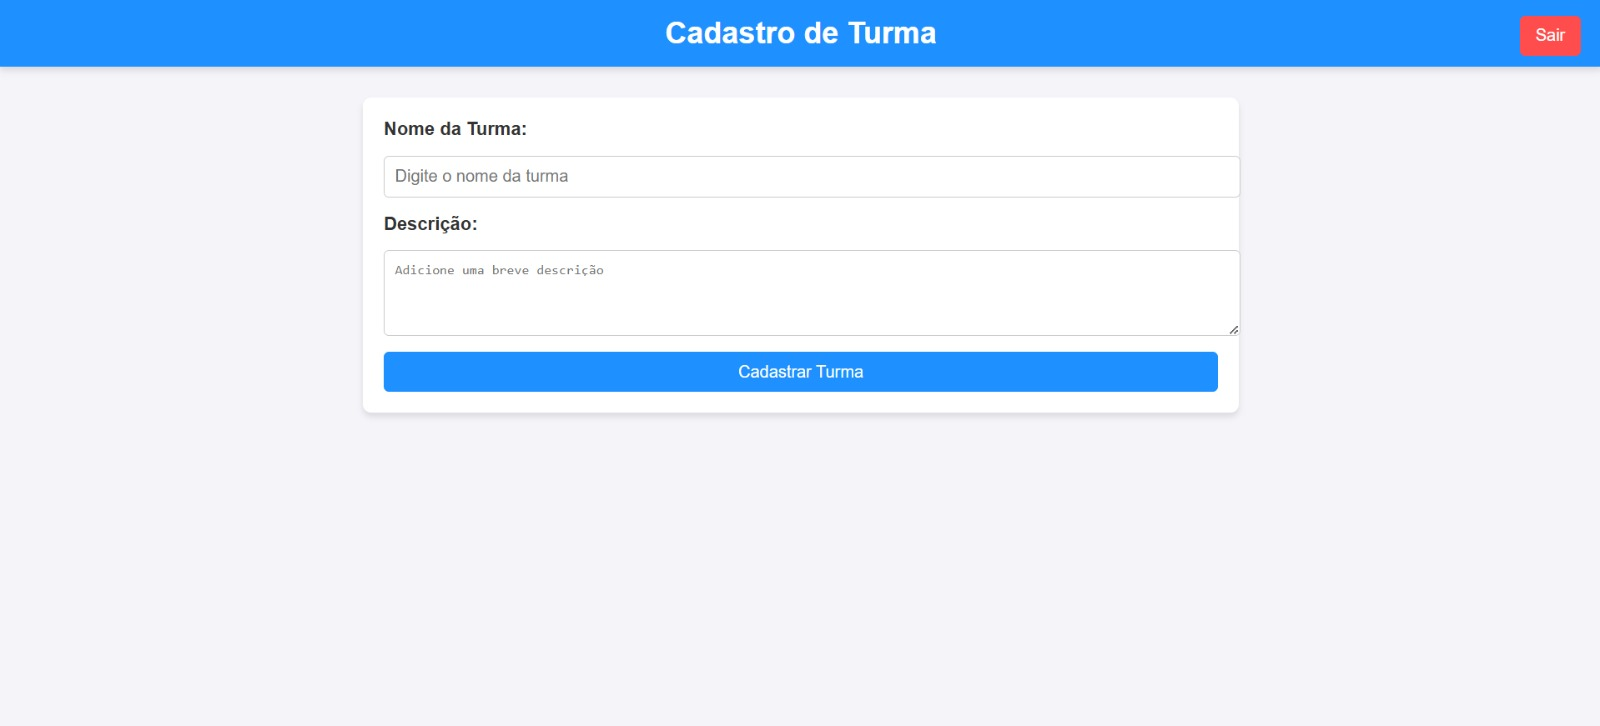 Cadastro de Turma
Sair
Nome da Turma:
Digite o nome da turma
Descrição:
Adicione uma breve descrição
Cadastrar Turma